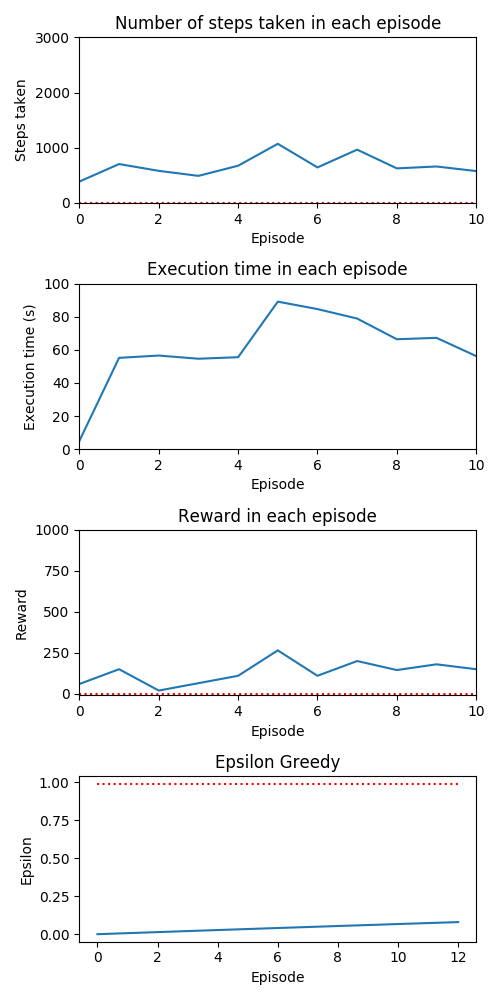 Number of steps taken in each episode
3000
2000
1000
0
Steps taken
0 2 4 6 8 10
Episode
Execution time in each episode
100
80
60
40
20
0
Execution time (s)
0 2 4 6 8 10
Episode
Reward in each episode
1000
750
500
250
0
Reward
0 2 4 6 8 10
Episode
Epsilon Greedy
1.00
0.75
0.50
0.25
0.00
Epsilon
0 2 4 6 8 10 12
Episode